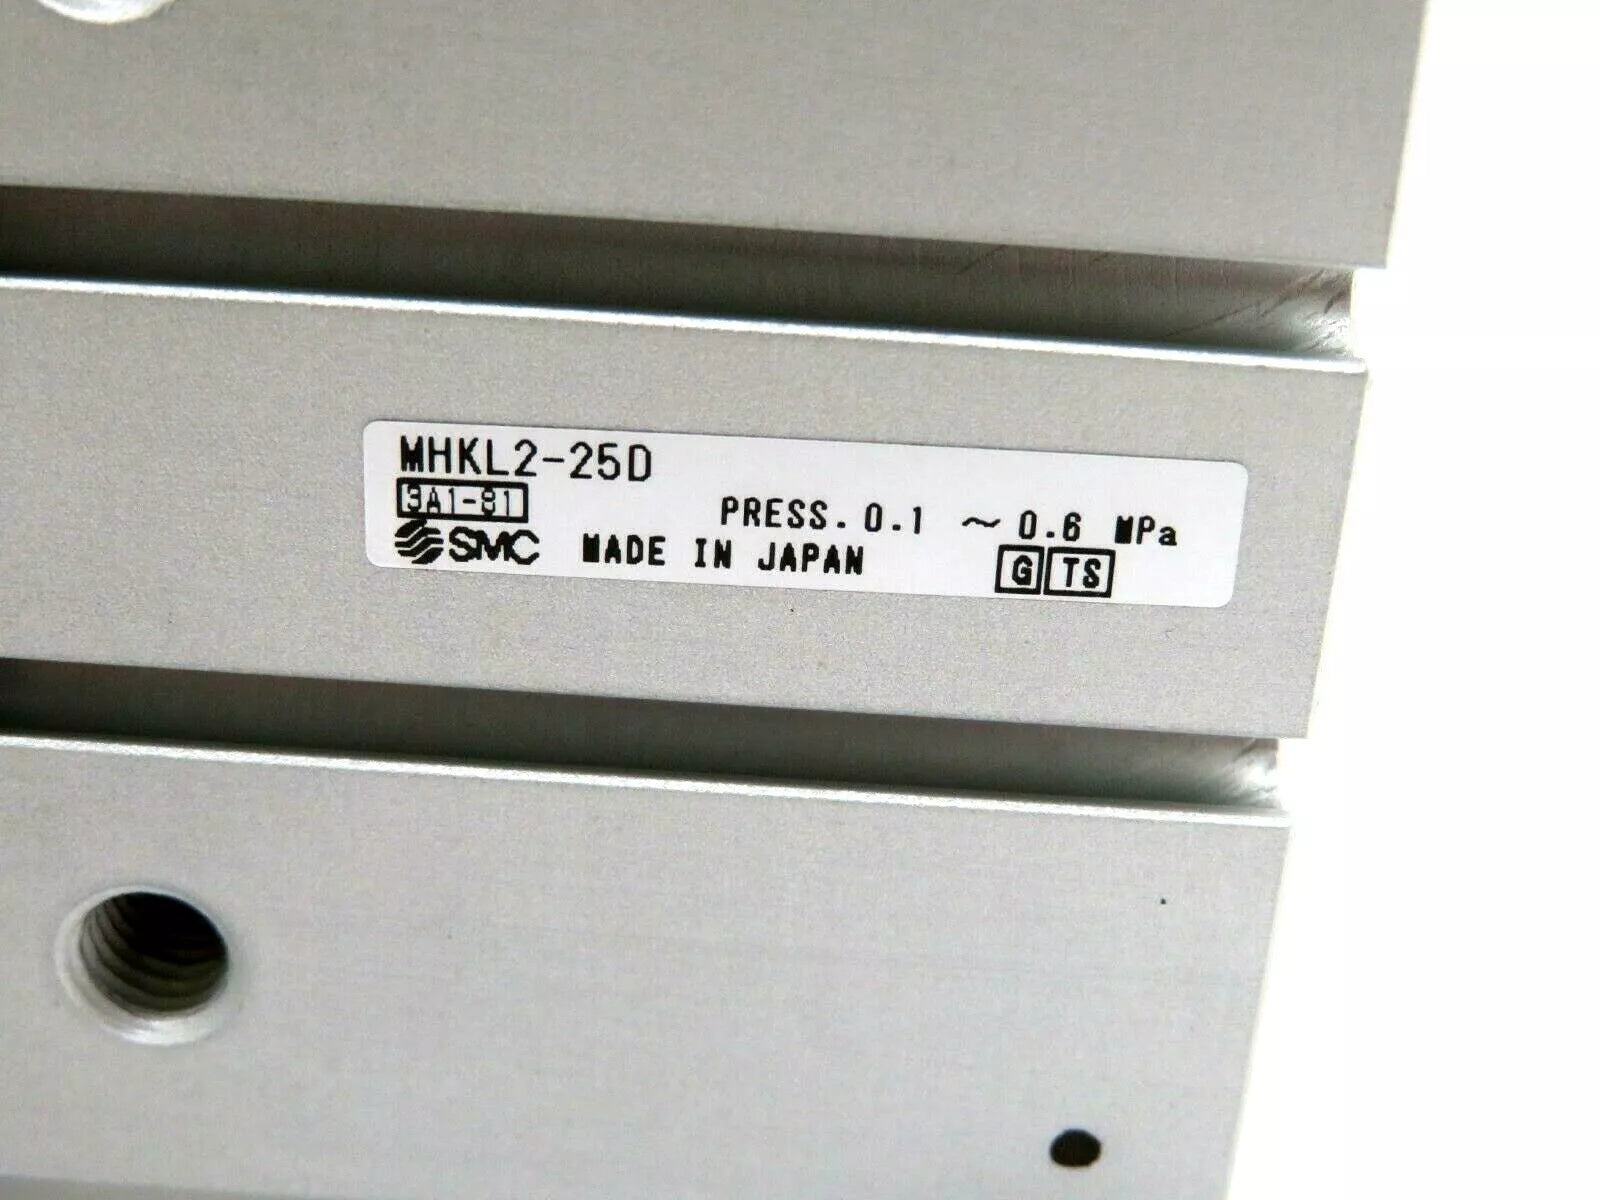 MHKL2-25D
3A1-81
PRESS. 0.1 ~ 0.6 MPa
SMC MADE IN JAPAN G TS